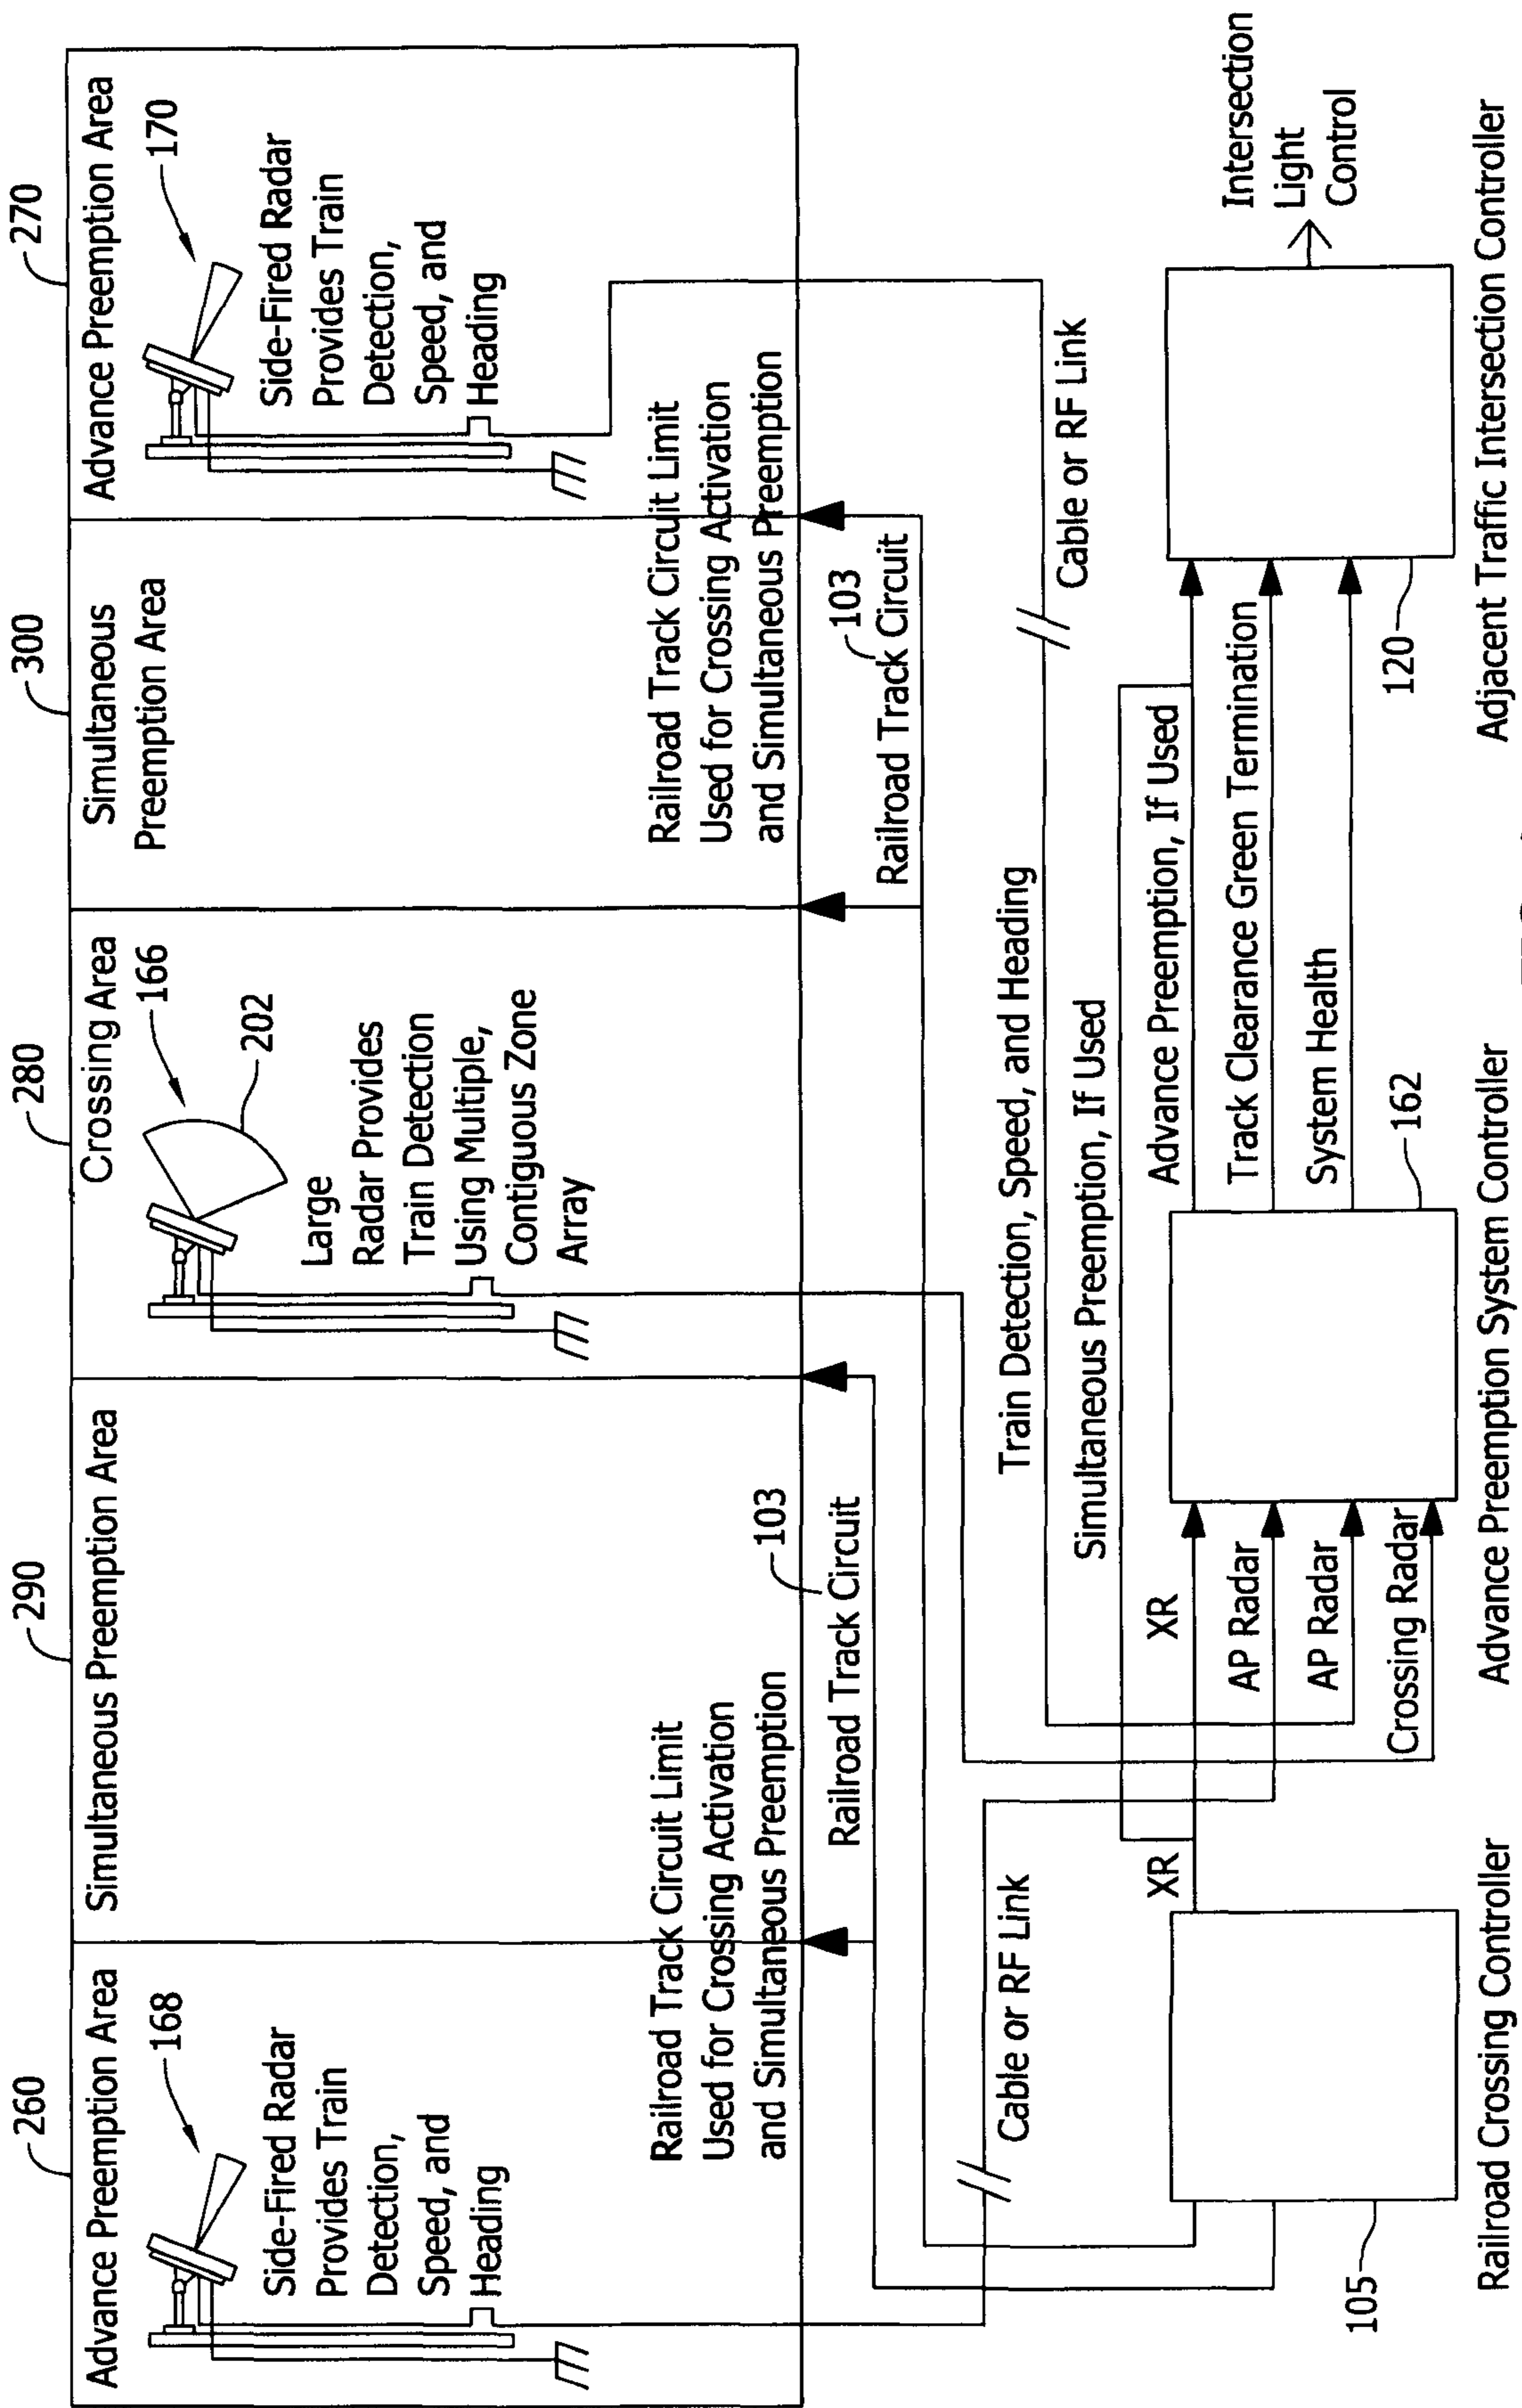 260
290
280
300
270
Advance Preemption Area
168
Side-Fired Radar
Provides Train
Detection,
Speed, and
Heading
Simultaneous Preemption Area
Crossing Area
166
202
Large
Radar Provides
Train Detection
Using Multiple,
Contiguous Zone
Array
Simultaneous
Preemption Area
Advance Preemption Area
170
Side-Fired Radar
Provides Train
Detection,
Speed, and
Heading
Railroad Track Circuit Limit
Used for Crossing Activation
and Simultaneous Preemption
103
Railroad Track Circuit
Railroad Track Circuit Limit
Used for Crossing Activation
and Simultaneous Preemption
103
Railroad Track Circuit
Cable or RF Link
Train Detection, Speed, and Heading
Cable or RF Link
Simultaneous Preemption, If Used
XR
XR
AP Radar
AP Radar
Crossing Radar
Advance Preemption, If Used
Track Clearance Green Termination
System Health
Intersection
Light
Control
105
162
120
Railroad Crossing Controller
Advance Preemption System Controller
Adjacent Traffic Intersection Controller